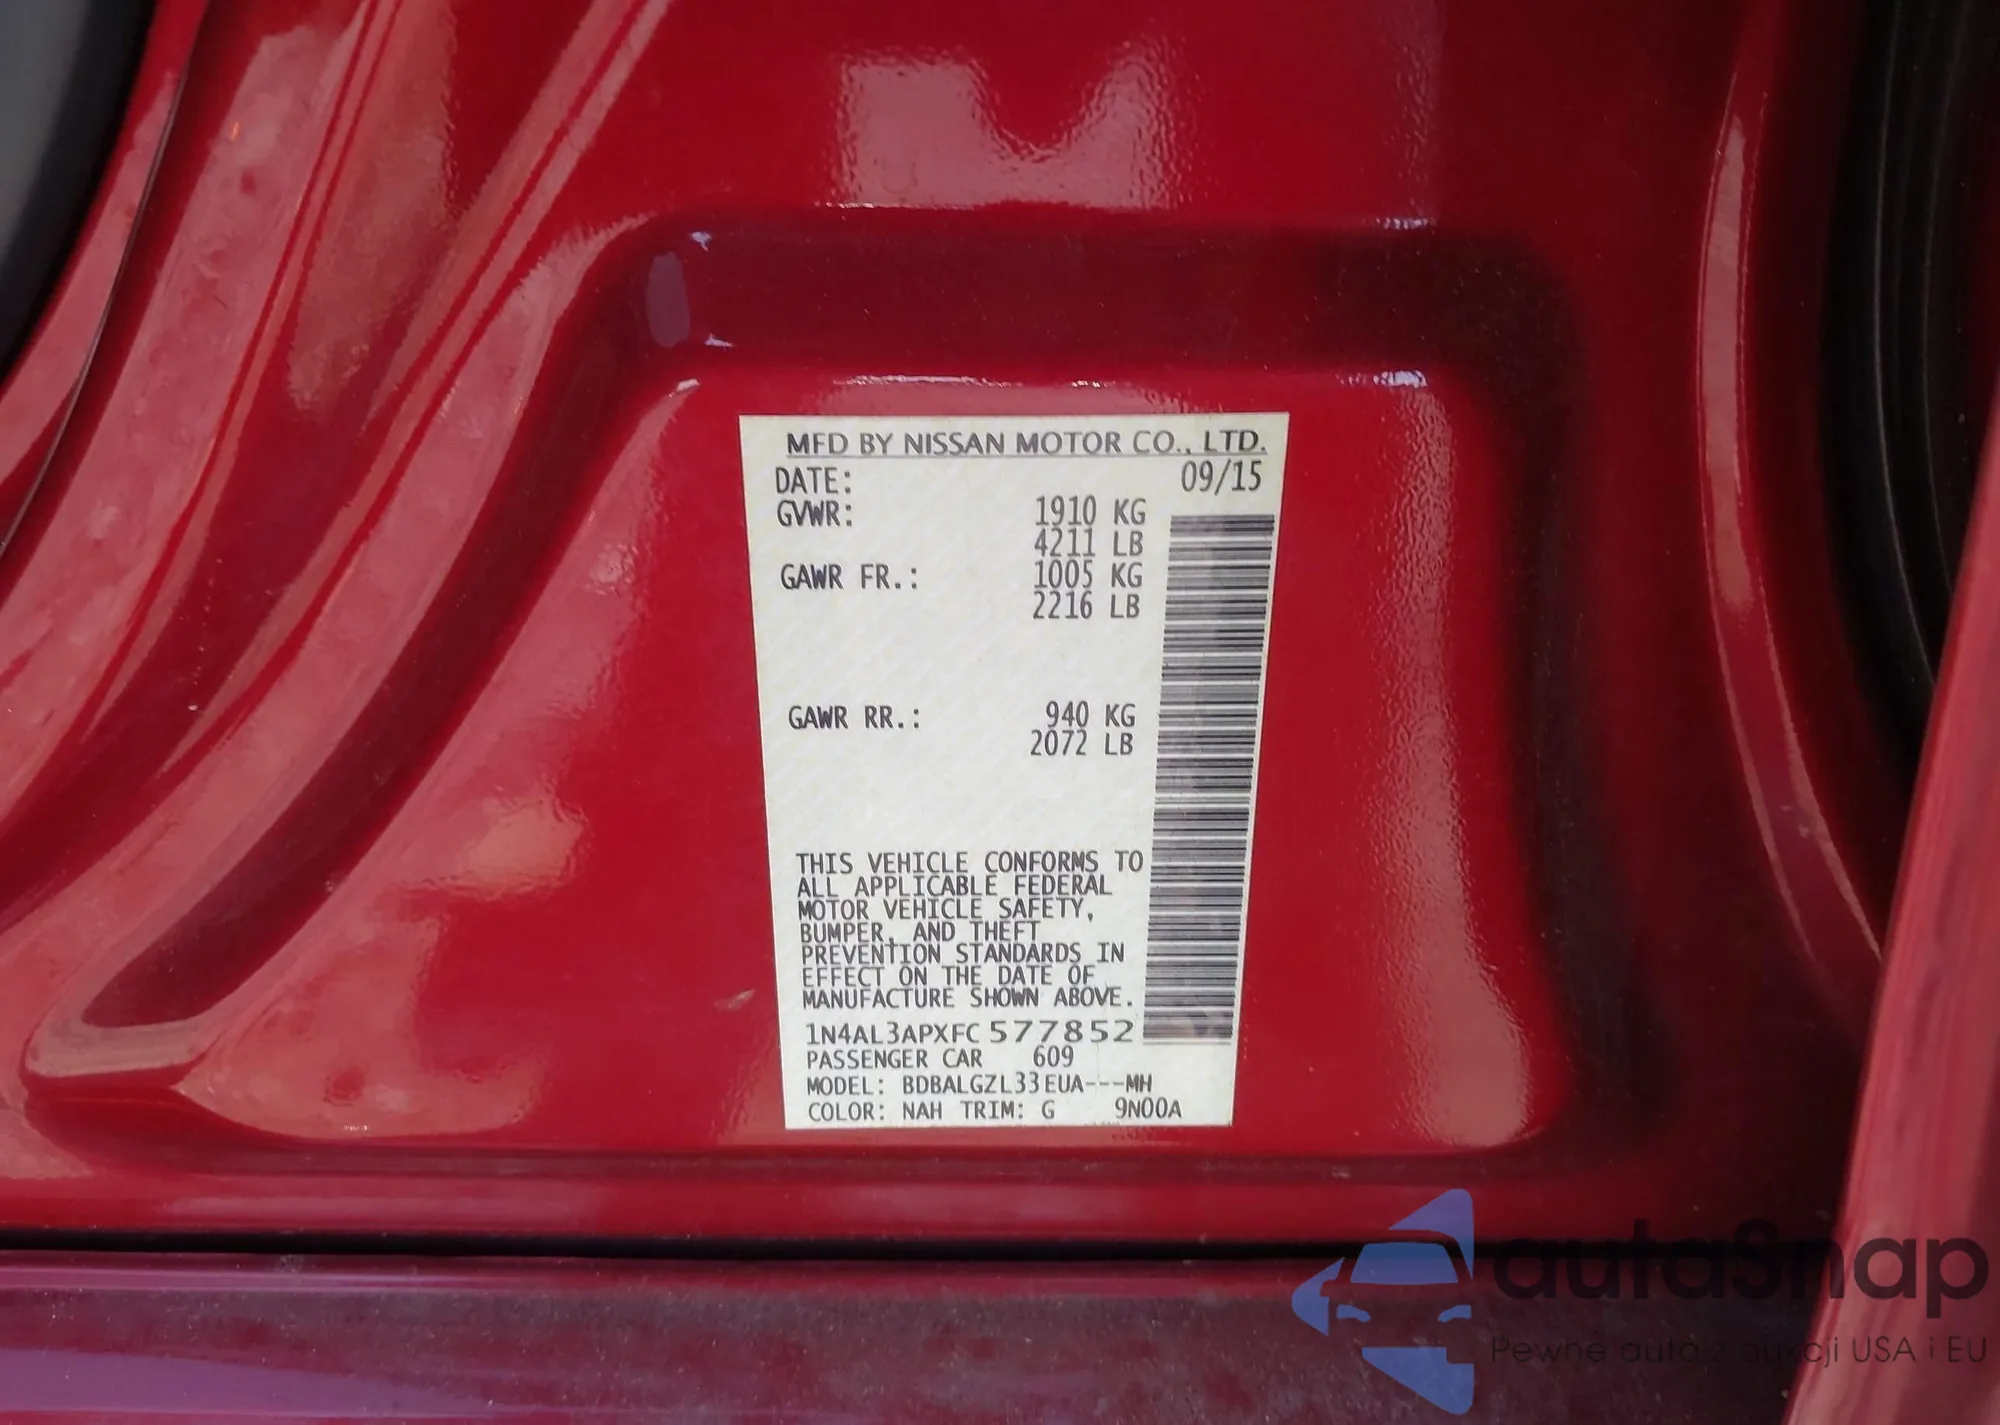 MFD BY NISSAN MOTOR CO., LTD.
DATE: 09/15
GVWR: 1910 KG
4211 LB
GAWR FR.: 1005 KG
2216 LB
GAWR RR.: 940 KG
2072 LB
THIS VEHICLE CONFORMS TO
ALL APPLICABLE FEDERAL
MOTOR VEHICLE SAFETY,
BUMPER, AND THEFT
PREVENTION STANDARDS IN
EFFECT ON THE DATE OF
MANUFACTURE SHOWN ABOVE.
1N4AL3APXFC577852
PASSENGER CAR 609
MODEL: BDBALGZL33EUA---MH
COLOR: NAH TRIM: G 9N00A
autaSnap
Pewne auta z aukcji USA i EU